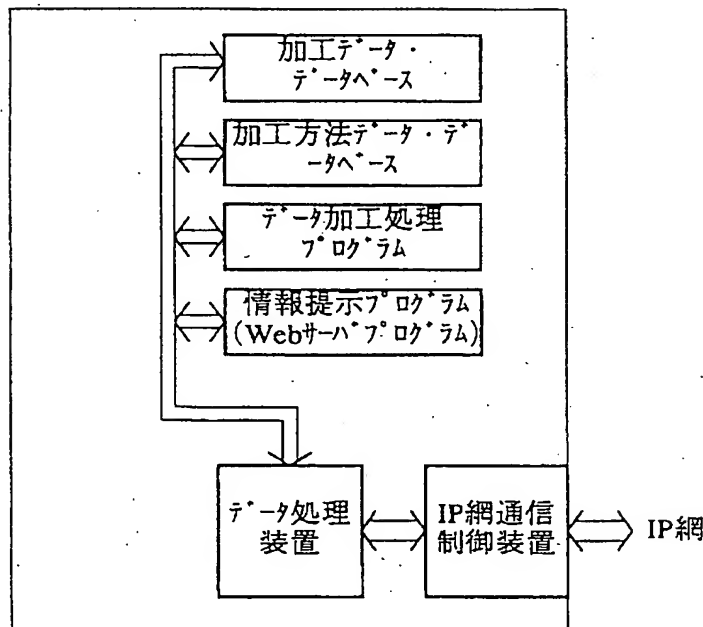 加工ﾃﾞｰﾀ・
ﾃﾞｰﾀﾍﾞｰｽ
加工方法ﾃﾞｰﾀ・ﾃﾞ
ｰﾀﾍﾞｰｽ
ﾃﾞｰﾀ加工処理
ﾌﾟﾛｸﾞﾗﾑ
情報提示ﾌﾟﾛｸﾞﾗﾑ
(Webｻｰﾊﾞﾌﾟﾛｸﾞﾗﾑ)
ﾃﾞｰﾀ処理
装置
IP網通信
制御装置
IP網